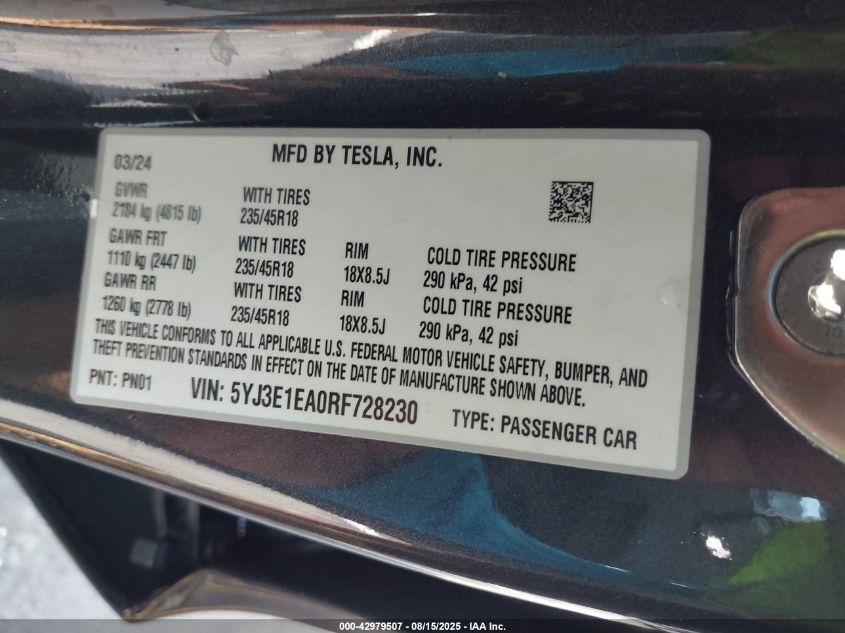 03/24 MFD BY TESLA, INC.
GVWR
2184 kg (4815 lb) WITH TIRES
235/45R18
GAWR FRT
1110 kg (2447 lb) WITH TIRES
235/45R18 RIM
18X8.5J COLD TIRE PRESSURE
290 kPa, 42 psi
GAWR RR
1260 kg (2778 lb) WITH TIRES
235/45R18 RIM
18X8.5J COLD TIRE PRESSURE
290 kPa, 42 psi
THIS VEHICLE CONFORMS TO ALL APPLICABLE U.S. FEDERAL MOTOR VEHICLE SAFETY, BUMPER, AND
THEFT PREVENTION STANDARDS IN EFFECT ON THE DATE OF MANUFACTURE SHOWN ABOVE.
PNT: PN01 VIN: 5YJ3E1EA0RF728230 TYPE: PASSENGER CAR
000-42979507 - 08/15/2025 - IAA Inc.